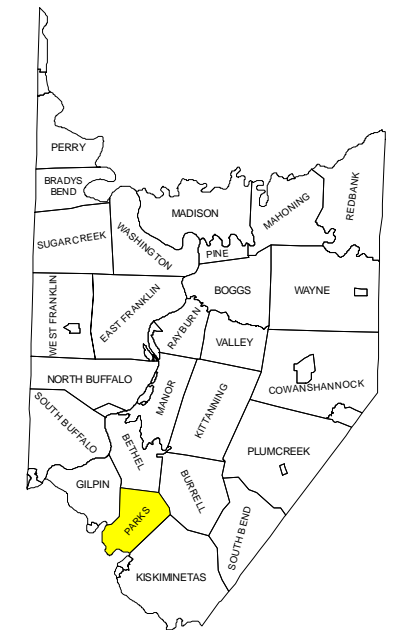 PERRY
BRADYS
BEND
MADISON
MAHONING
REDBANK
SUGARCREEK
WASHINGTON
PINE
WEST FRANKLIN
EAST FRANKLIN
RAYBURN
BOGGS
WAYNE
VALLEY
NORTH BUFFALO
MANOR
KITTANNING
COWANSHANNOCK
SOUTH BUFFALO
BETHEL
PLUMCREEK
GILPIN
BURRELL
PARKS
SOUTH BEND
KISKIMINETAS